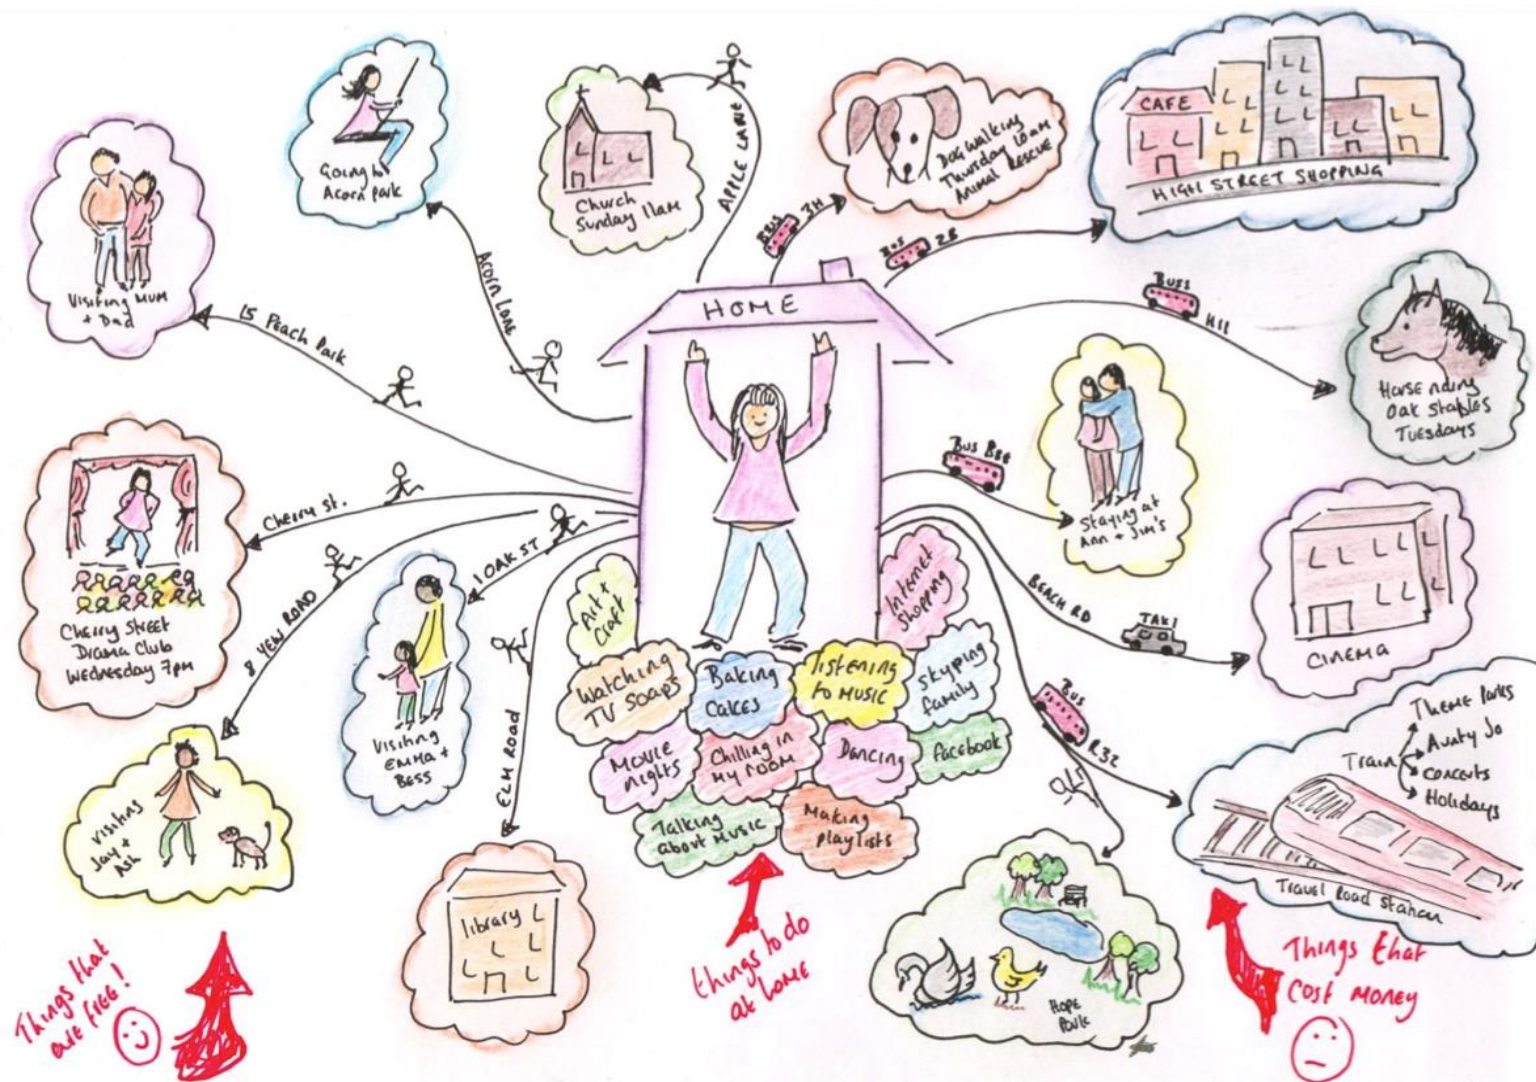 HOME
Visiting MUM
+ Dad
15 Peach Park
Going to
Acorn Park
Acorn Lane
Church
Sunday 11am
APPLE LANE
DOG WALKING
Thursday 10am
Animal RESCUE
BUS 3H
CAFE
HIGH STREET SHOPPING
BUS 2B
BUSS
H11
Horse riding
Oak Stables
TUESDAYS
BUS
Staying at
Ann + Jim's
CINEMA
BEACH RD
TAXI
THEME PARKS
Aunty Jo
Train
Concerts
Holidays
Travel Road Station
BUS
R32
HOPE
PARK
Cherry St.
Cherry Street
Drama Club
Wednesday 7pm
8 YEW ROAD
Visiting
Jay +
Ash
1 OAK ST
Visiting
EMMA +
BESS
ELM ROAD
library
Art +
Craft
Internet
Shopping
Watching
TV Soaps
Baking
Cakes
listening
to MUSIC
Skyping
family
MOVIE
nights
Chilling in
MY ROOM
Dancing
Facebook
Talking
about MUSIC
Making
playlists
Things that
are FREE!
things to do
at home
Things that
cost MONEY